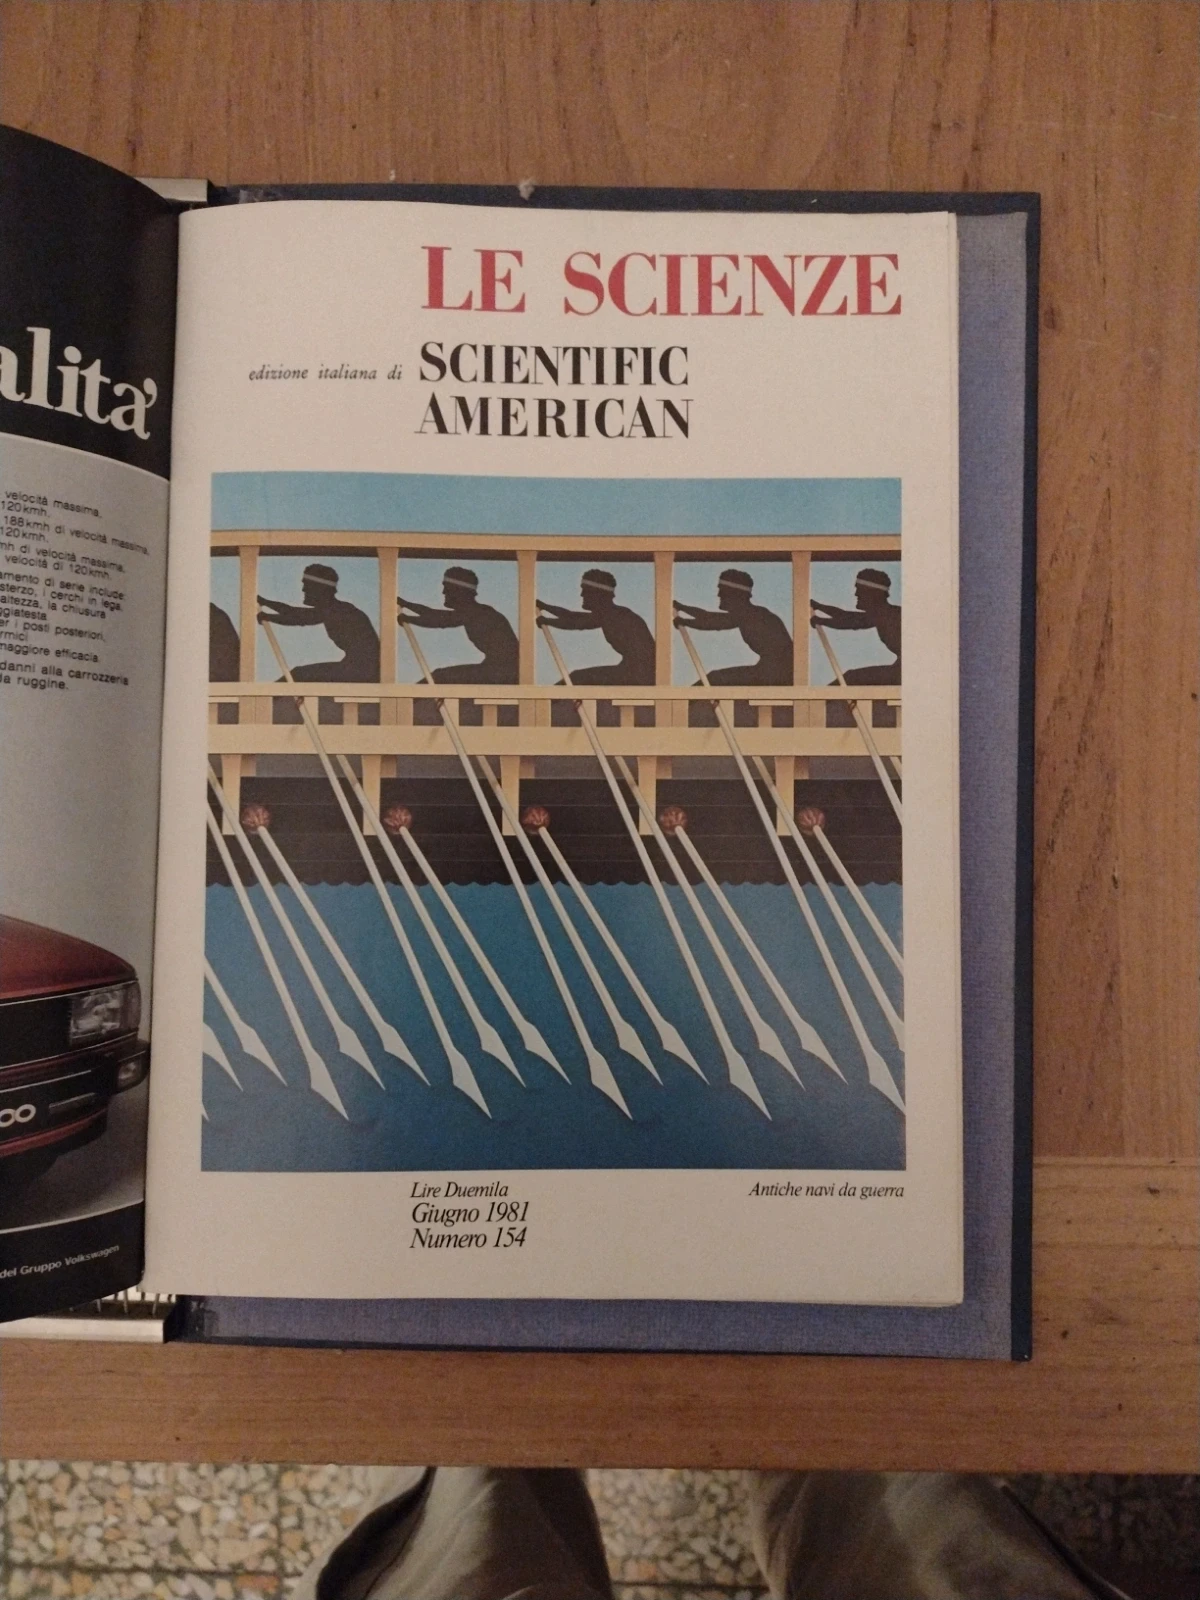 alita'
velocità massima,
120 kmh.
188 kmh di velocità massima,
120 kmh.
mh di velocità massima,
velocità di 120 kmh.
amento di serie include:
sterzo, i cerchi in lega,
altezza, la chiusura
ggiatesta
er i posti posteriori,
rmici
maggiore efficacia.
danni alla carrozzeria
da ruggine.
00
del Gruppo Volkswagen
LE SCIENZE
edizione italiana di SCIENTIFIC
AMERICAN
Lire Duemila
Giugno 1981
Numero 154
Antiche navi da guerra